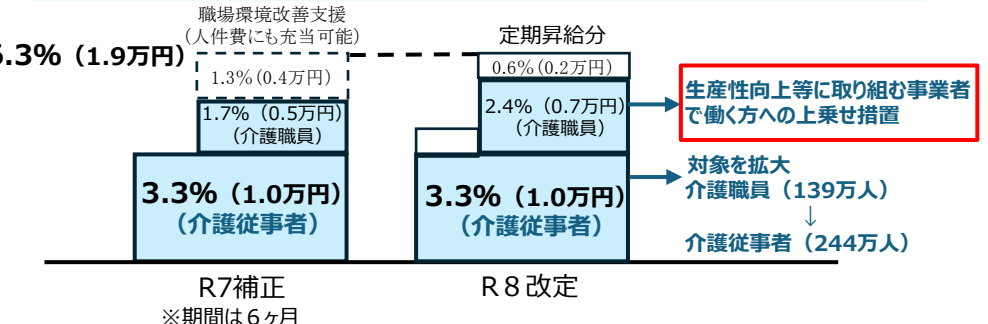 職場環境改善支援
(人件費にも充当可能)
6.3%（1.9万円）
1.3%(0.4万円)
1.7%（0.5万円）
（介護職員）
3.3%（1.0万円）
（介護従事者）
R7補正
※期間は6ヶ月
定期昇給分
0.6%(0.2万円)
2.4%（0.7万円）
（介護職員）
3.3%（1.0万円）
（介護従事者）
R８改定
生産性向上等に取り組む事業者
で働く方への上乗せ措置
対象を拡大
介護職員（139万人）
↓
介護従事者（244万人）